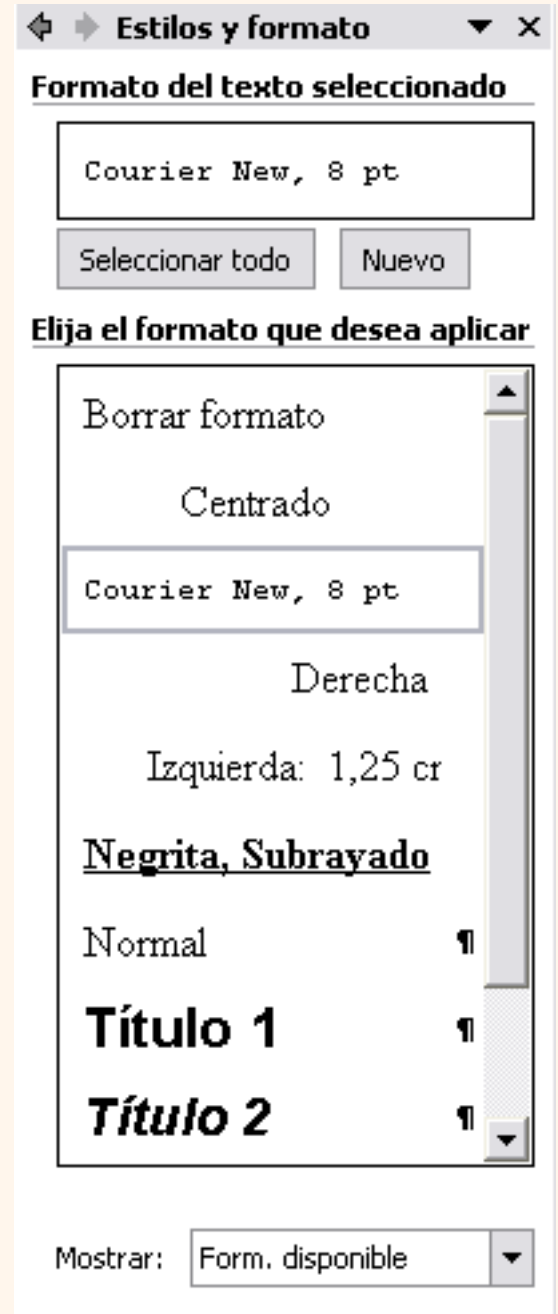 Estilos y formato
Formato del texto seleccionado
Courier New, 8 pt
Seleccionar todo Nuevo
Elija el formato que desea aplicar
Borrar formato
Centrado
Courier New, 8 pt
Derecha
Izquierda: 1,25 cr
Negrita, Subrayado
Normal ¶
Título 1 ¶
Título 2 ¶
Mostrar: Form. disponible